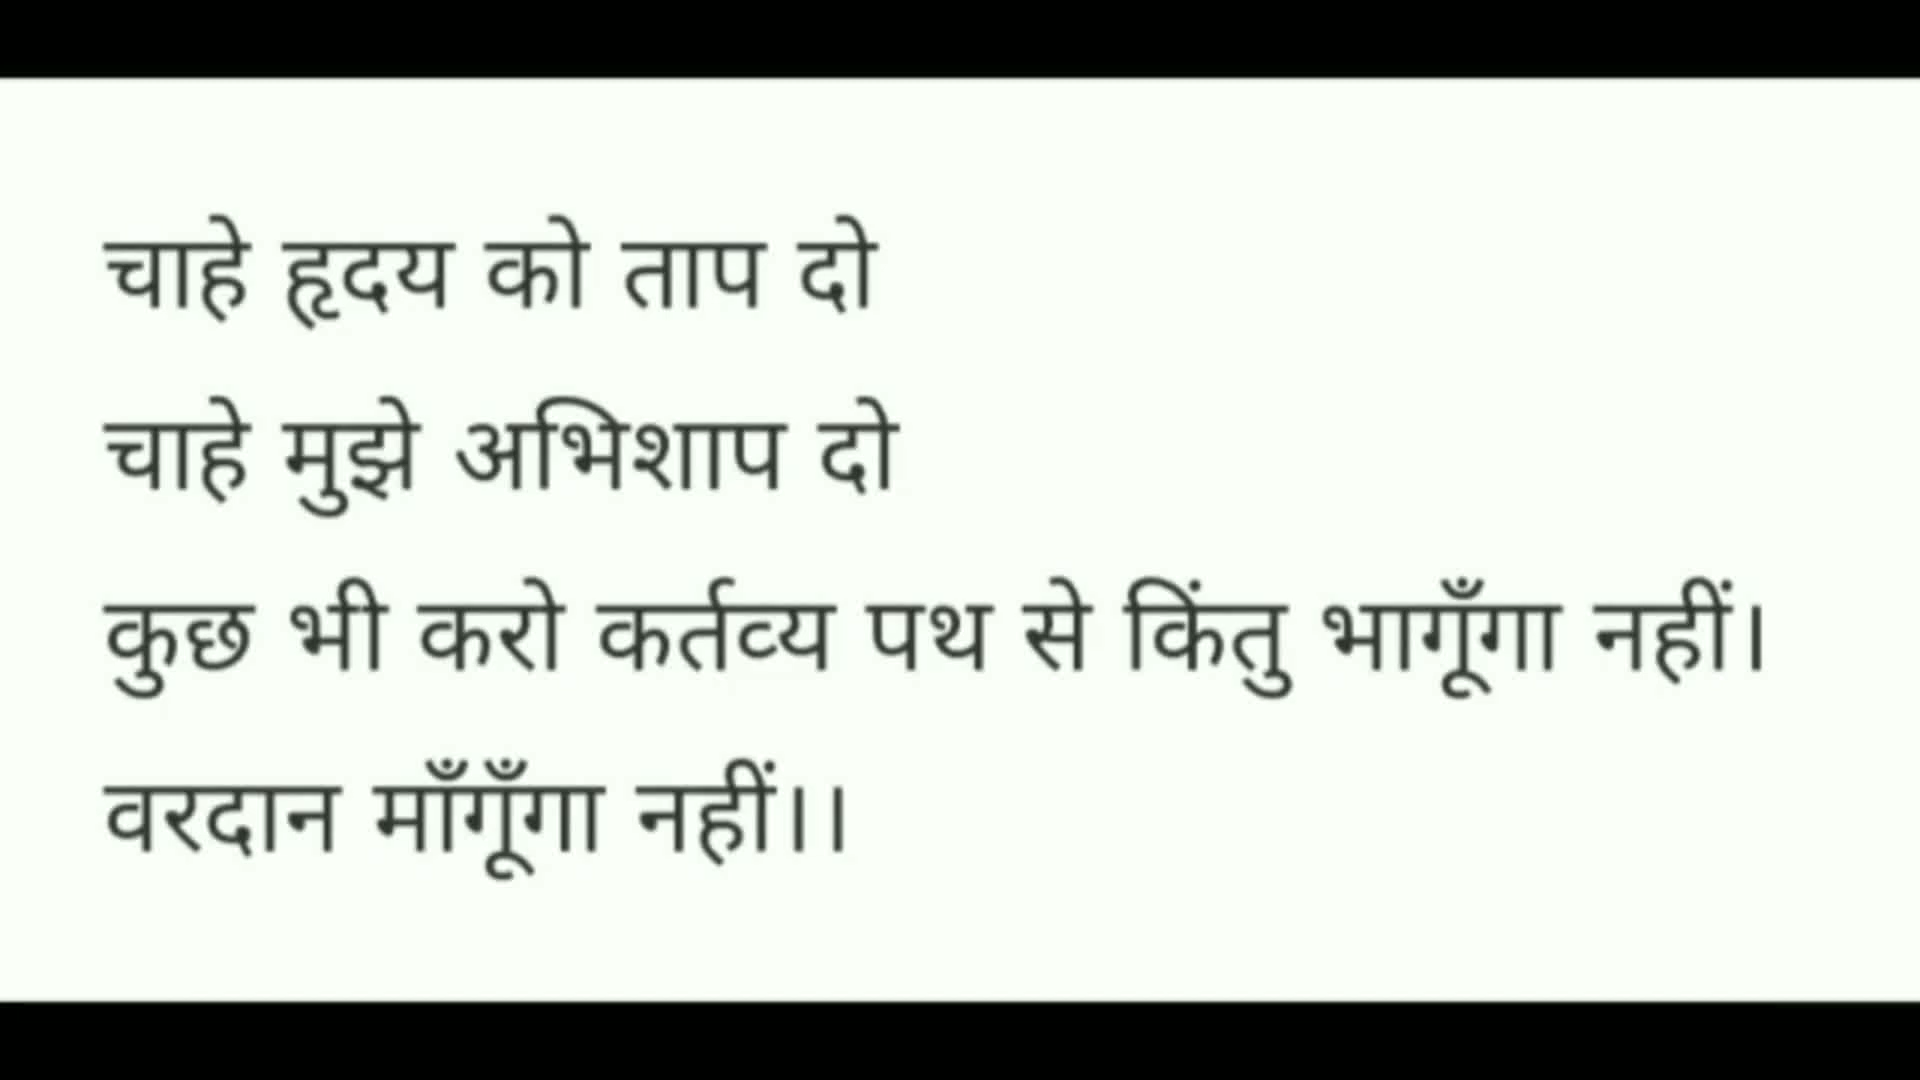 चाहे हृदय को ताप दो
चाहे मुझे अभिशाप दो
कुछ भी करो कर्तव्य पथ से किंतु भागूँगा नहीं।
वरदान माँगूँगा नहीं।।